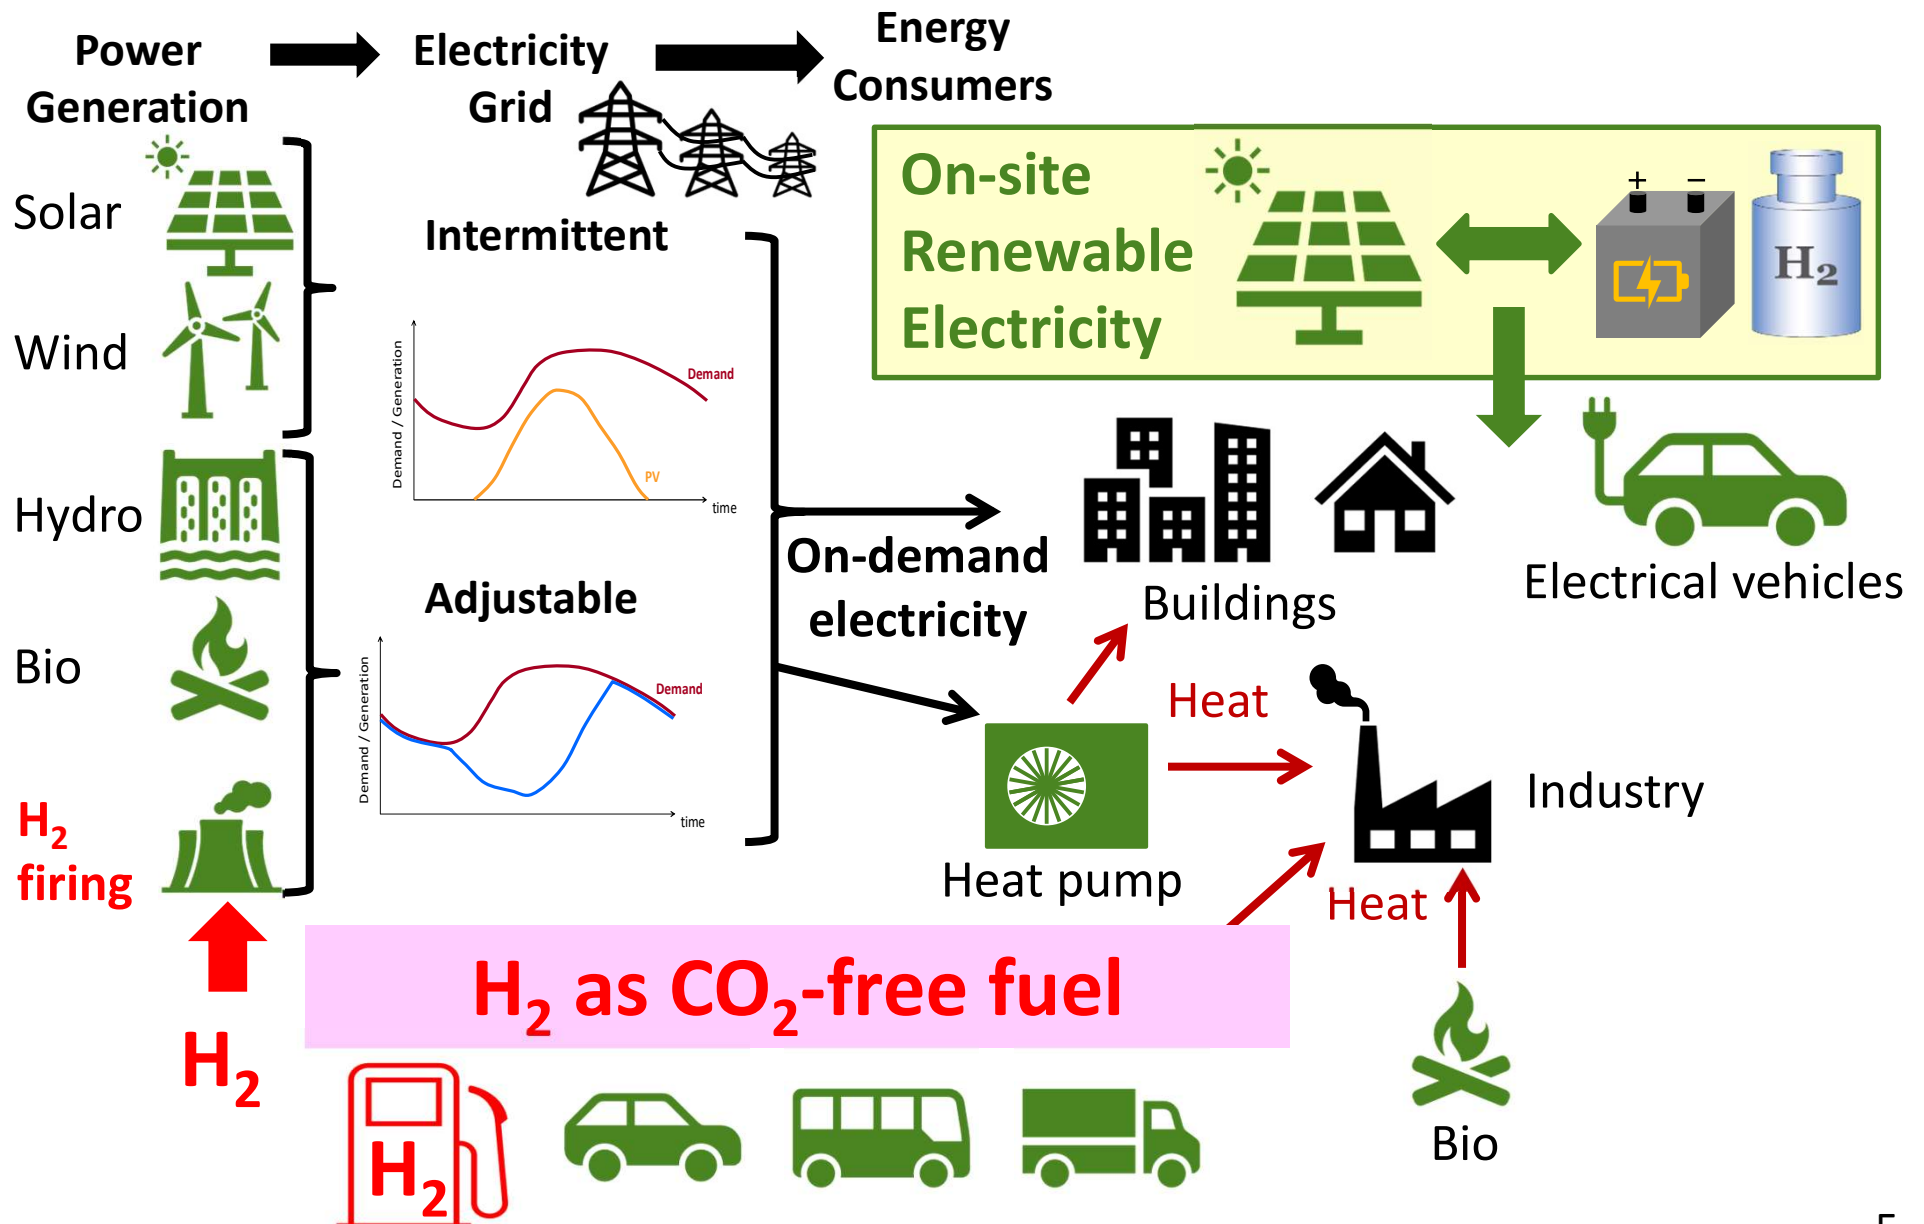 Power
Generation
Electricity
Grid
Energy
Consumers
Solar
Wind
Hydro
Bio
H₂
firing
H₂
Intermittent
Demand / Generation
Demand
PV
time
Adjustable
Demand / Generation
Demand
time
On-site
Renewable
Electricity
+ −
H₂
On-demand
electricity
Buildings
Electrical vehicles
Heat
Heat pump
Industry
Heat
Bio
H₂ as CO₂-free fuel
H₂